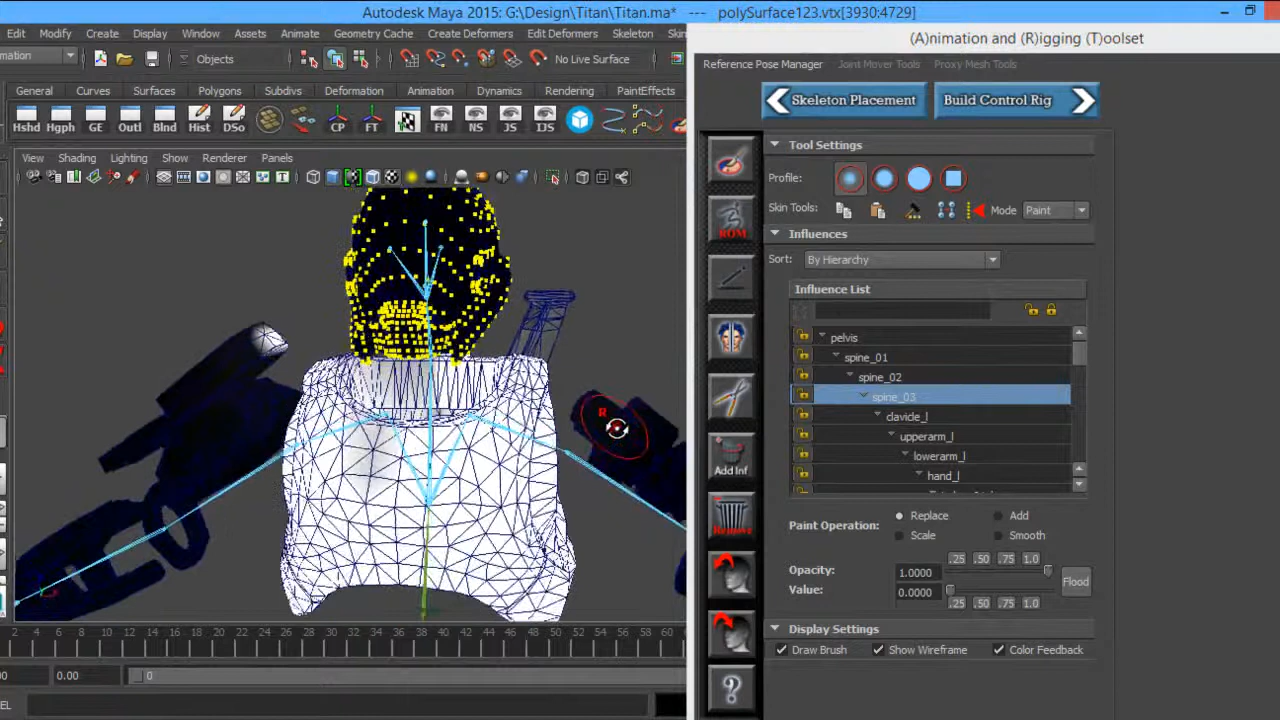 Autodesk Maya 2015: G:\Design\Titan\Titan.ma* --- polySurface123.vtx[3930:4729]
(A)nimation and (R)igging (T)oolset
Edit Modify Create Display Window Assets Animate Geometry Cache Create Deformers Edit Deformers Skeleton Skin
Reference Pose Manager Joint Mover Tools Proxy Mesh Tools
mation Objects No Live Surface
General Curves Surfaces Polygons Subdivs Deformation Animation Dynamics Rendering PaintEffects
Skeleton Placement Build Control Rig
Hshd Hgph GE Outl Blnd Hist DSo CP FT FN NS JS IJS
View Shading Lighting Show Renderer Panels
Tool Settings
Profile:
Skin Tools: Mode Paint
ROM
Influences
Sort: By Hierarchy
Influence List
pelvis
spine_01
spine_02
spine_03
clavide_l
upperarm_l
lowerarm_l
hand_l
R
Add Inf
Remove
Paint Operation: Replace Add
Scale Smooth
.25 .50 .75 1.0
Opacity: 1.0000
Flood
Value: 0.0000
.25 .50 .75 1.0
Display Settings
Draw Brush Show Wireframe Color Feedback
2 4 6 8 10 12 14 16 18 20 22 24 26 28 30 32 34 36 38 40 42 44 46 48 50 52 54 56 58 60
00 0.00 0
EL